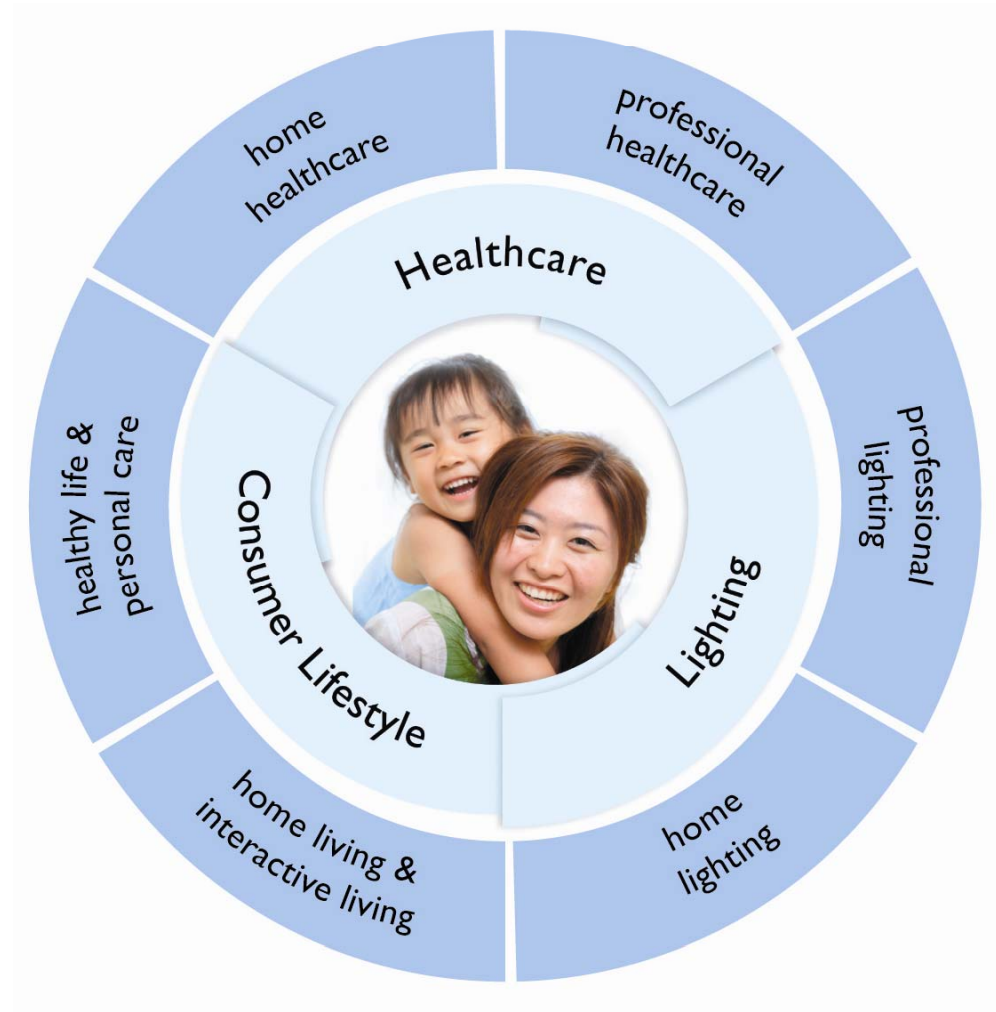 home
healthcare
professional
healthcare
Healthcare
healthy life &
personal care
Consumer Lifestyle
Lighting
professional
lighting
home living &
interactive living
home
lighting